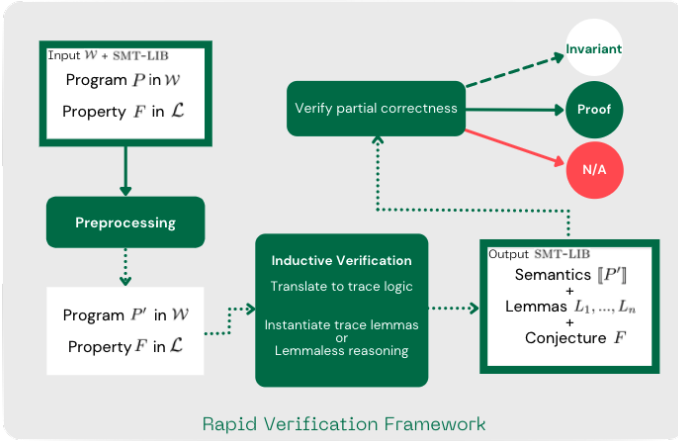 Input 𝒲 + SMT-LIB
Program P in 𝒲
Property F in ℒ
Preprocessing
Program P′ in 𝒲
Property F in ℒ
Inductive Verification
Translate to trace logic
Instantiate trace lemmas
or
Lemmaless reasoning
Output SMT-LIB
Semantics ⟦P′⟧
+
Lemmas L₁, ..., Lₙ
+
Conjecture F
Verify partial correctness
Invariant
Proof
N/A
Rapid Verification Framework